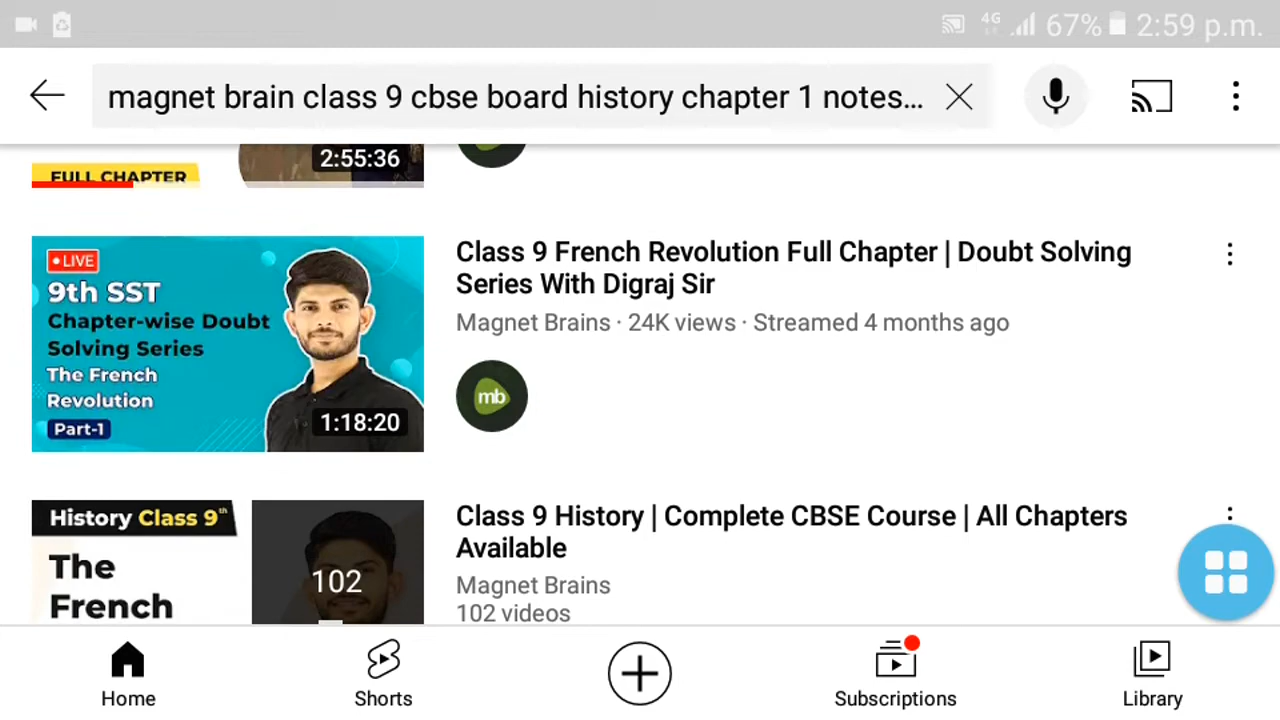 4G 67% 2:59 p.m.
magnet brain class 9 cbse board history chapter 1 notes...
FULL CHAPTER
2:55:36
LIVE
9th SST
Chapter-wise Doubt
Solving Series
The French
Revolution
Part-1
1:18:20
Class 9 French Revolution Full Chapter | Doubt Solving
Series With Digraj Sir
Magnet Brains · 24K views · Streamed 4 months ago
mb
History Class 9th
The
French
102
Class 9 History | Complete CBSE Course | All Chapters
Available
Magnet Brains
102 videos
Home
Shorts
Subscriptions
Library